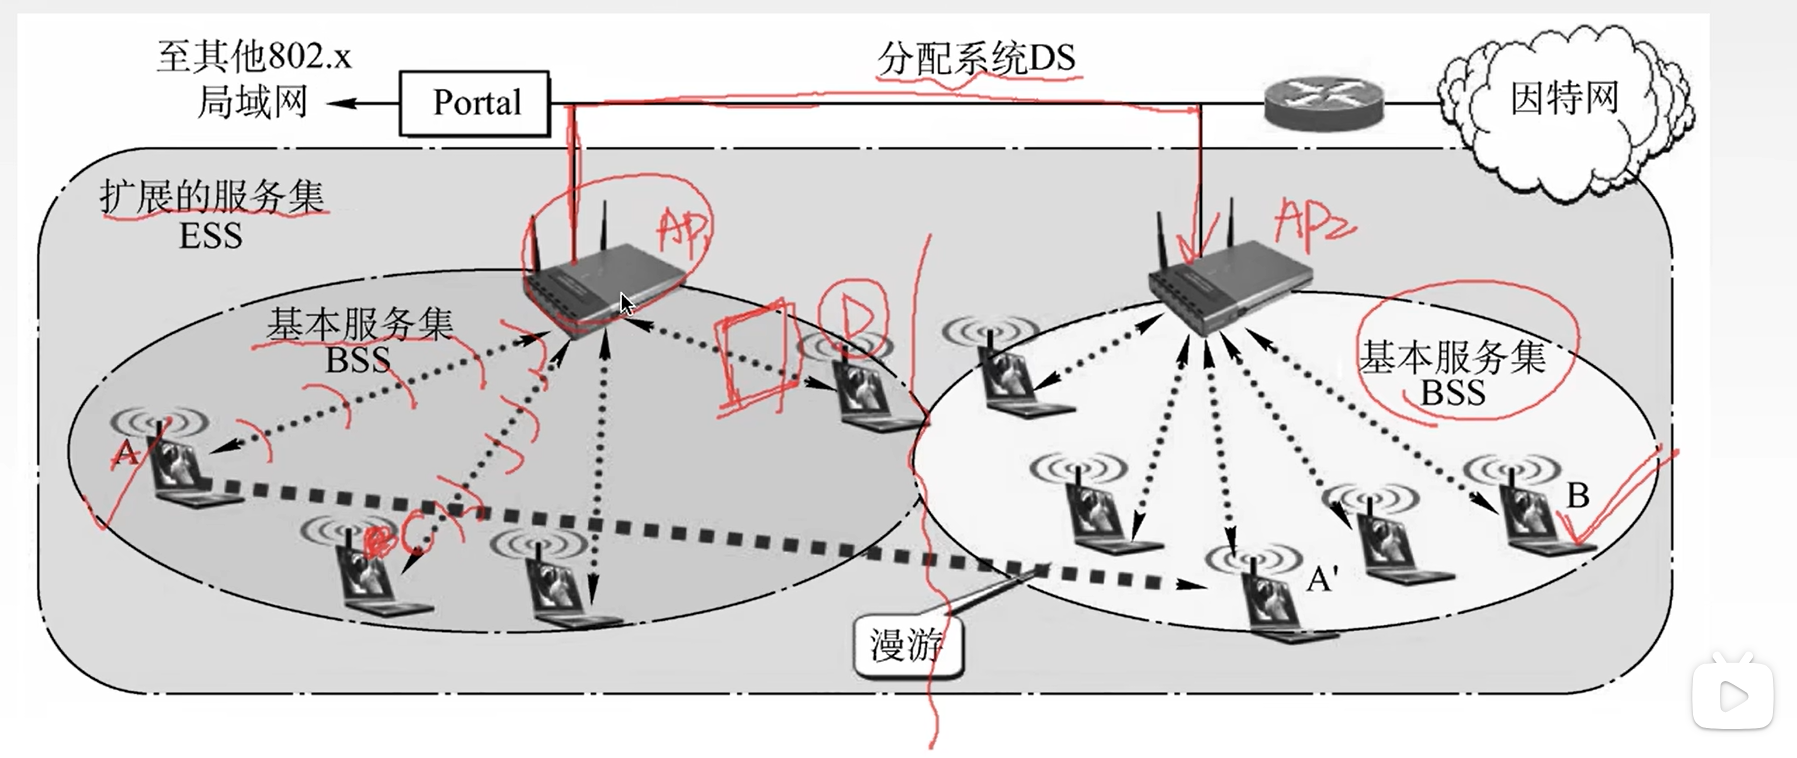 至其他802.x
局域网
Portal
分配系统DS
因特网
扩展的服务集
ESS
AP1
AP2
基本服务集
BSS
D
基本服务集
BSS
A
A
C
B
A'
漫游